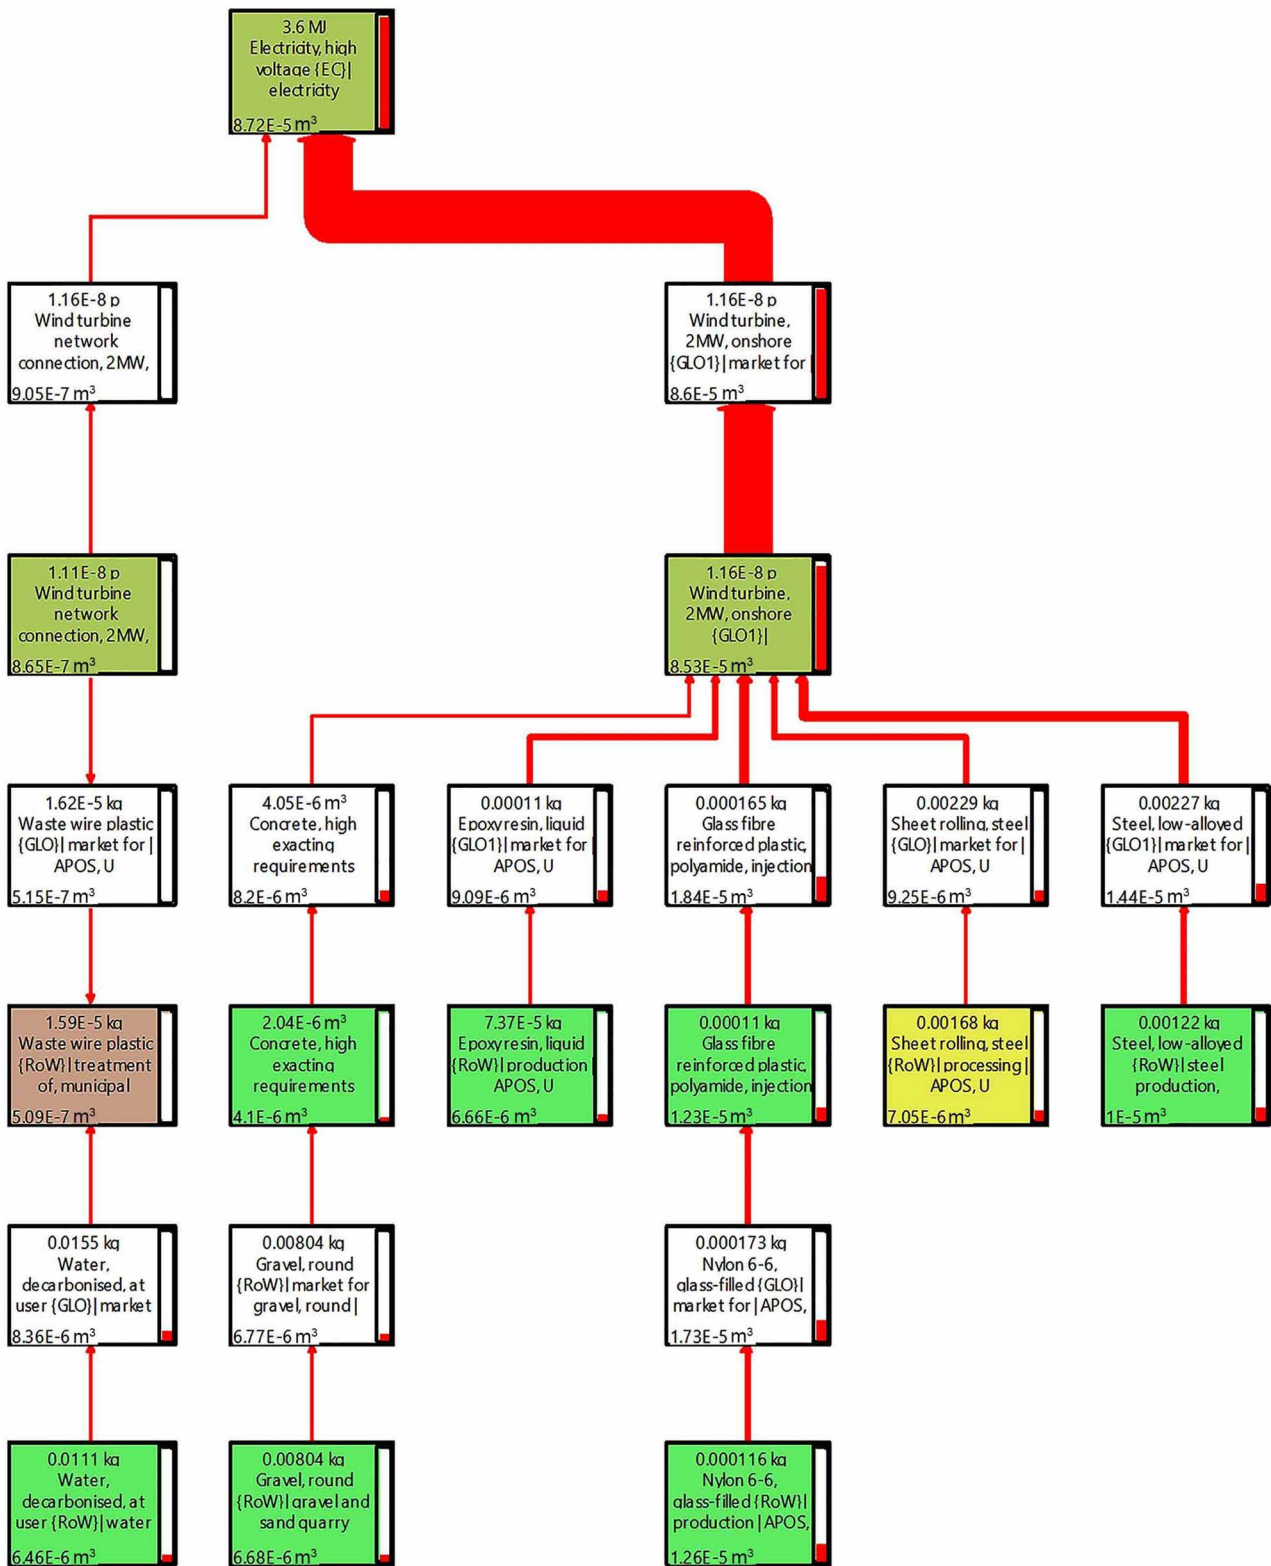 3.6 MJ
Electricity, high
voltage {EC}|
electricity
8.72E-5 m³
1.16E-8 p
Wind turbine
network
connection, 2MW,
9.05E-7 m³
1.16E-8 p
Wind turbine,
2MW, onshore
{GLO1}| market for |
8.6E-5 m³
1.11E-8 p
Wind turbine
network
connection, 2MW,
8.65E-7 m³
1.16E-8 p
Wind turbine,
2MW, onshore
{GLO1}|
8.53E-5 m³
1.62E-5 kg
Waste wire plastic
{GLO}| market for |
APOS, U
5.15E-7 m³
4.05E-6 m³
Concrete, high
exacting
requirements
8.2E-6 m³
0.00011 kg
Epoxy resin, liquid
{GLO1}| market for |
APOS, U
9.09E-6 m³
0.000165 kg
Glass fibre
reinforced plastic,
polyamide, injection
1.84E-5 m³
0.00229 kg
Sheet rolling, steel
{GLO}| market for |
APOS, U
9.25E-6 m³
0.00227 kg
Steel, low-alloyed
{GLO1}| market for |
APOS, U
1.44E-5 m³
1.59E-5 kg
Waste wire plastic
{RoW}| treatment
of, municipal
5.09E-7 m³
2.04E-6 m³
Concrete, high
exacting
requirements
4.1E-6 m³
7.37E-5 kg
Epoxy resin, liquid
{RoW}| production |
APOS, U
6.66E-6 m³
0.00011 kg
Glass fibre
reinforced plastic,
polyamide, injection
1.23E-5 m³
0.00168 kg
Sheet rolling, steel
{RoW}| processing |
APOS, U
7.05E-6 m³
0.00122 kg
Steel, low-alloyed
{RoW}| steel
production,
1E-5 m³
0.0155 kg
Water,
decarbonised, at
user {GLO}| market
8.36E-6 m³
0.00804 kg
Gravel, round
{RoW}| market for
gravel, round |
6.77E-6 m³
0.000173 kg
Nylon 6-6,
glass-filled {GLO}|
market for | APOS,
1.73E-5 m³
0.0111 kg
Water,
decarbonised, at
user {RoW}| water
6.46E-6 m³
0.00804 kg
Gravel, round
{RoW}| gravel and
sand quarry
6.68E-6 m³
0.000116 kg
Nylon 6-6,
glass-filled {RoW}|
production | APOS,
1.26E-5 m³